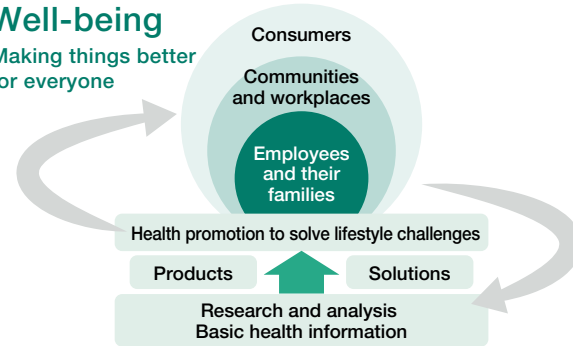 Well-being
Making things better
for everyone
Consumers
Communities
and workplaces
Employees
and their
families
Health promotion to solve lifestyle challenges
Products
Solutions
Research and analysis
Basic health information